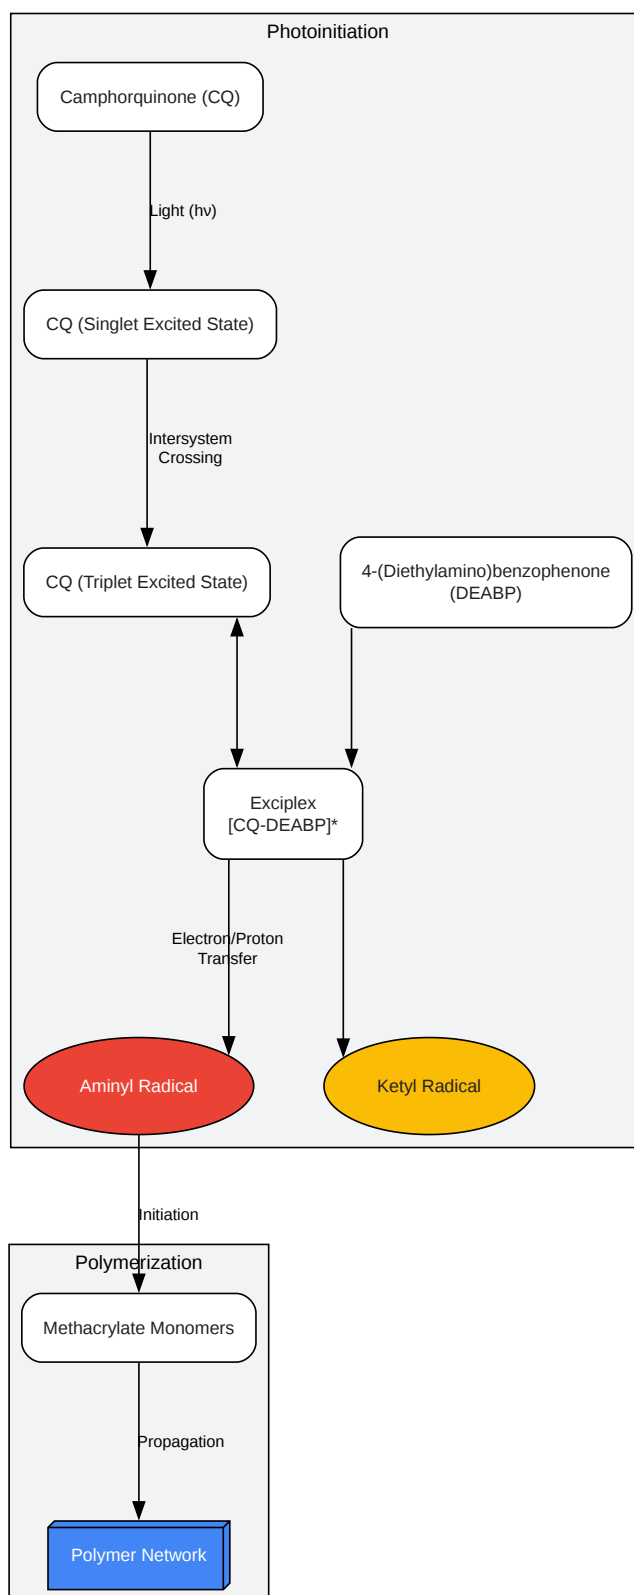 Photoinitiation
Camphorquinone (CQ)
Light (hν)
CQ (Singlet Excited State)
Intersystem
Crossing
CQ (Triplet Excited State)
4-(Diethylamino)benzophenone
(DEABP)
Exciplex
[CQ-DEABP]*
Electron/Proton
Transfer
Aminyl Radical
Ketyl Radical
Initiation
Polymerization
Methacrylate Monomers
Propagation
Polymer Network